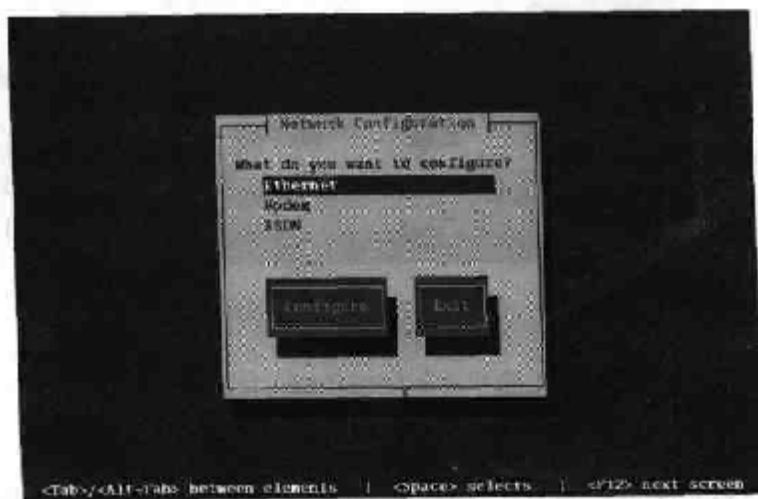 Network Configuration
What do you want to configure?
Ethernet
Modem
ISDN
Configure Exit
<Tab>/<Alt-Tab> between elements | <Space> selects | <F12> next screen